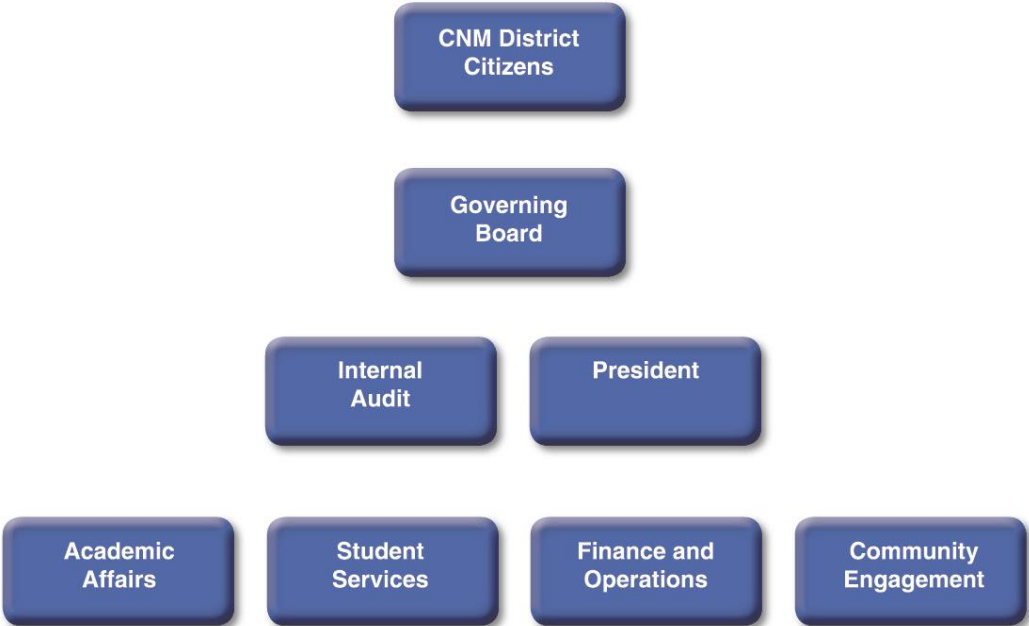 CNM District
Citizens
Governing
Board
Internal
Audit
President
Academic
Affairs
Student
Services
Finance and
Operations
Community
Engagement